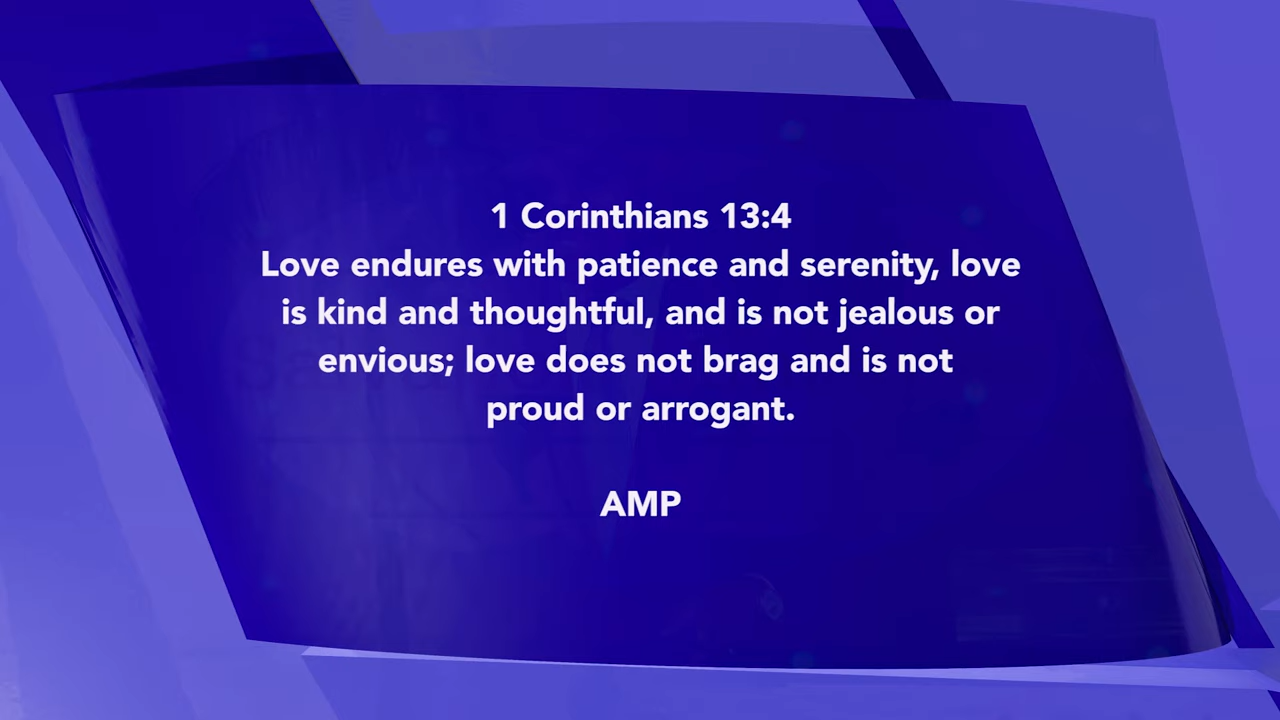 1 Corinthians 13:4
Love endures with patience and serenity, love
is kind and thoughtful, and is not jealous or
envious; love does not brag and is not
proud or arrogant.
AMP